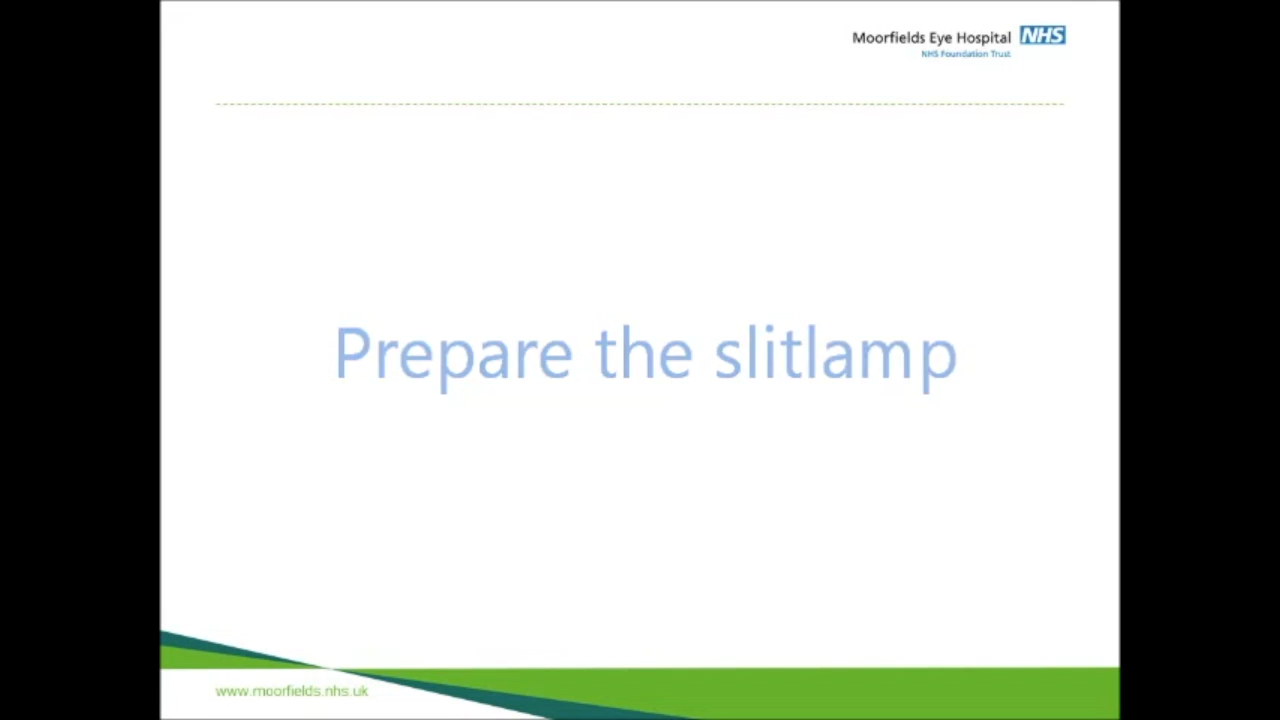 Moorfields Eye Hospital NHS
NHS Foundation Trust
Prepare the slitlamp
www.moorfields.nhs.uk